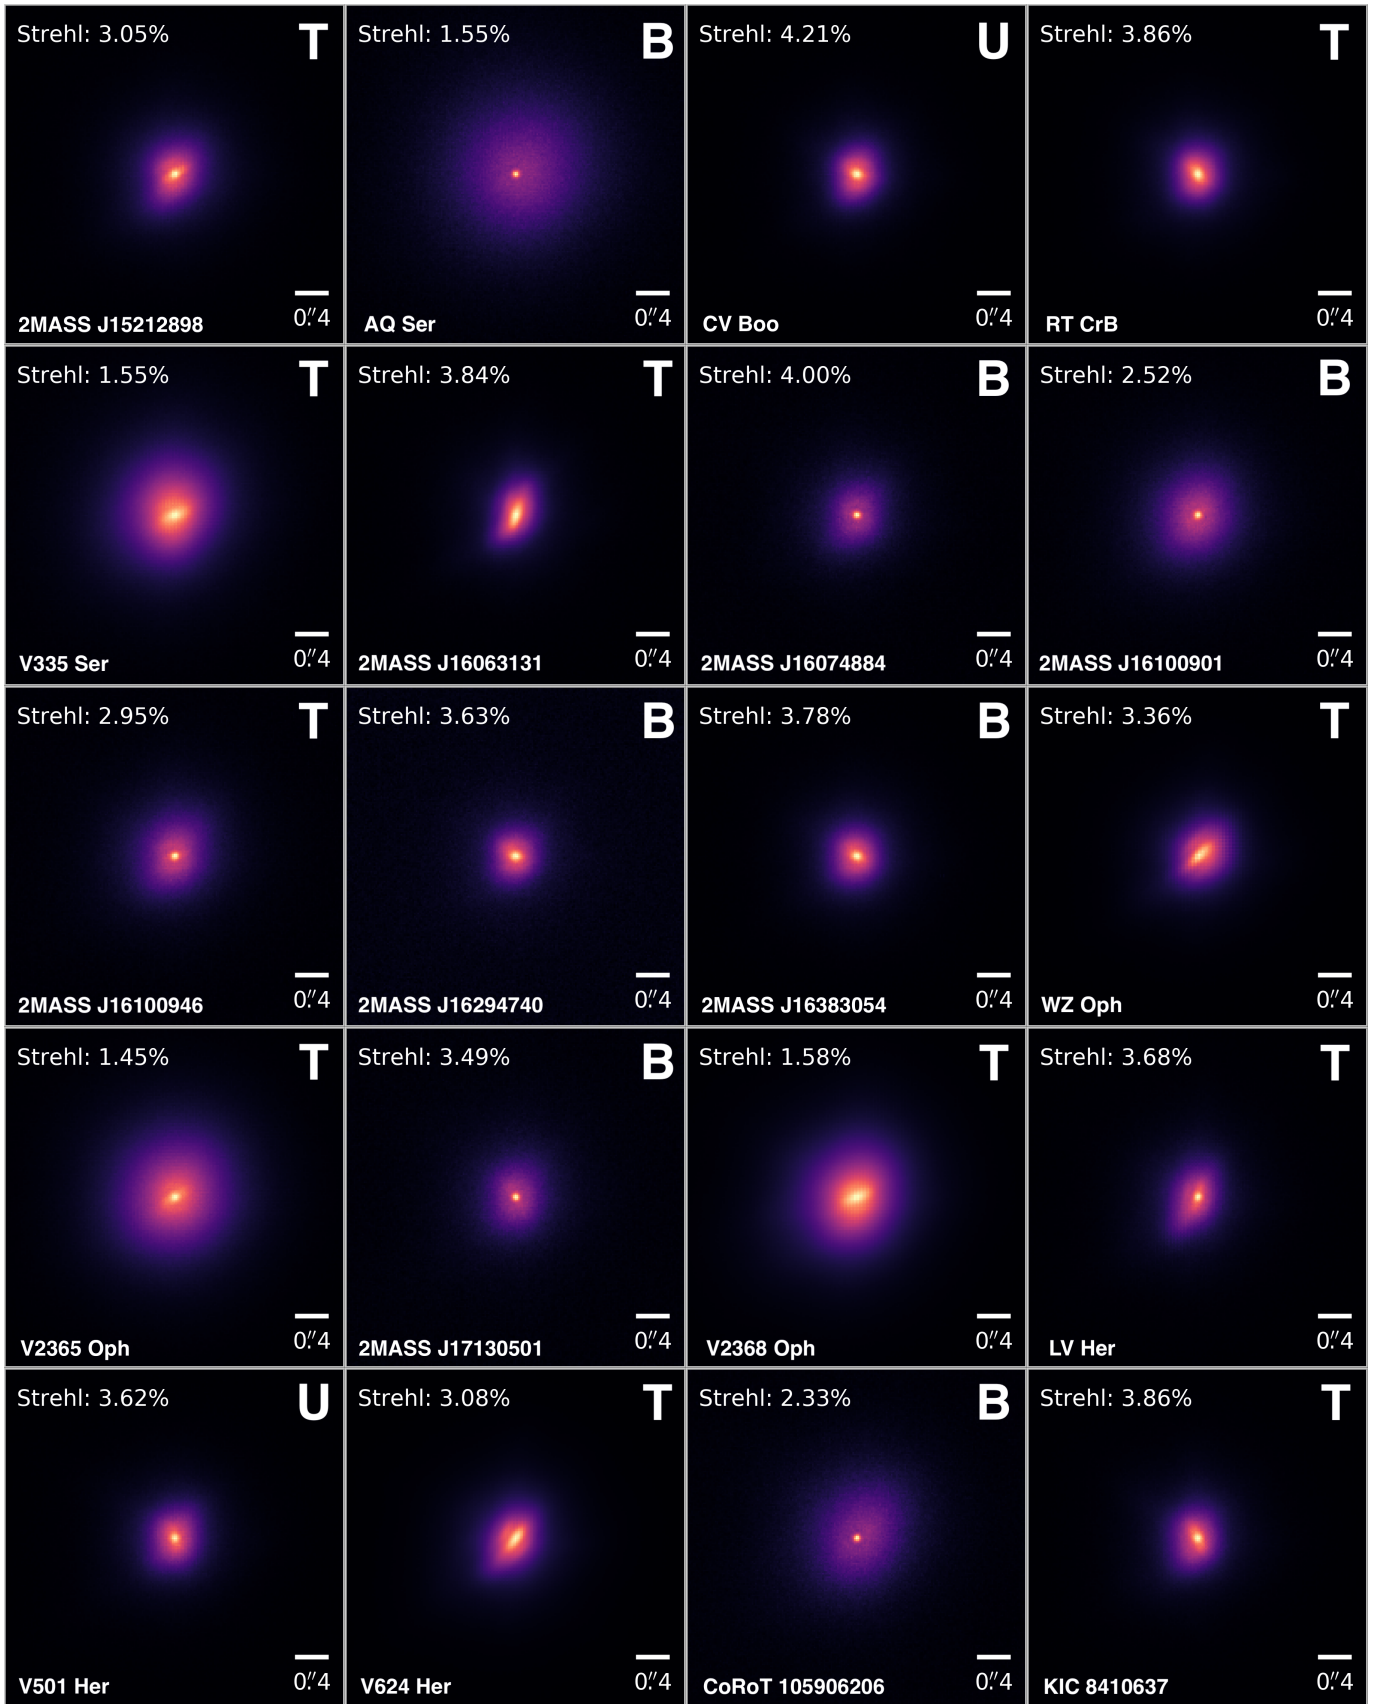 Strehl: 3.05% T
2MASS J15212898 0.″4
Strehl: 1.55% B
AQ Ser 0.″4
Strehl: 4.21% U
CV Boo 0.″4
Strehl: 3.86% T
RT CrB 0.″4
Strehl: 1.55% T
V335 Ser 0.″4
Strehl: 3.84% T
2MASS J16063131 0.″4
Strehl: 4.00% B
2MASS J16074884 0.″4
Strehl: 2.52% B
2MASS J16100901 0.″4
Strehl: 2.95% T
2MASS J16100946 0.″4
Strehl: 3.63% B
2MASS J16294740 0.″4
Strehl: 3.78% B
2MASS J16383054 0.″4
Strehl: 3.36% T
WZ Oph 0.″4
Strehl: 1.45% T
V2365 Oph 0.″4
Strehl: 3.49% B
2MASS J17130501 0.″4
Strehl: 1.58% T
V2368 Oph 0.″4
Strehl: 3.68% T
LV Her 0.″4
Strehl: 3.62% U
V501 Her 0.″4
Strehl: 3.08% T
V624 Her 0.″4
Strehl: 2.33% B
CoRoT 105906206 0.″4
Strehl: 3.86% T
KIC 8410637 0.″4